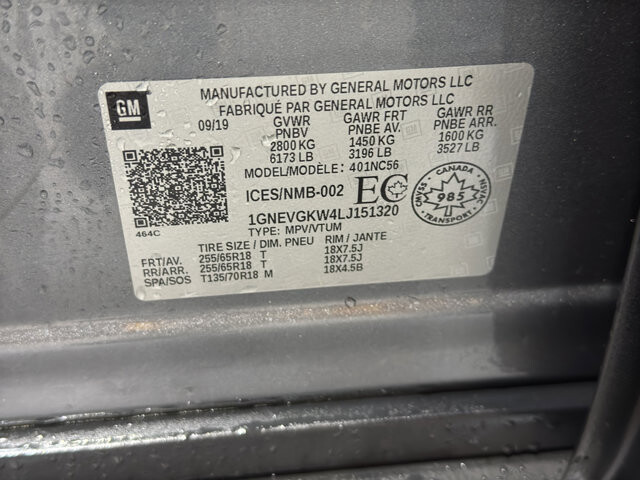 MANUFACTURED BY GENERAL MOTORS LLC
GM
FABRIQUÉ PAR GENERAL MOTORS LLC
09/19 GVWR GAWR FRT GAWR RR
PNBV PNBE AV. PNBE ARR.
2800 KG 1450 KG 1600 KG
6173 LB 3196 LB 3527 LB
MODEL/MODÈLE: 401NC56
ICES/NMB-002 EC
CANADA
985
TRANSPORT
SVNAC
NSVAC
1GNEVGKW4LJ151320
464C
TYPE: MPV/VTUM
TIRE SIZE / DIM. PNEU RIM / JANTE
FRT/AV. 255/65R18 T 18X7.5J
RR/ARR. 255/65R18 T 18X7.5J
SPA/SOS T135/70R18 M 18X4.5B